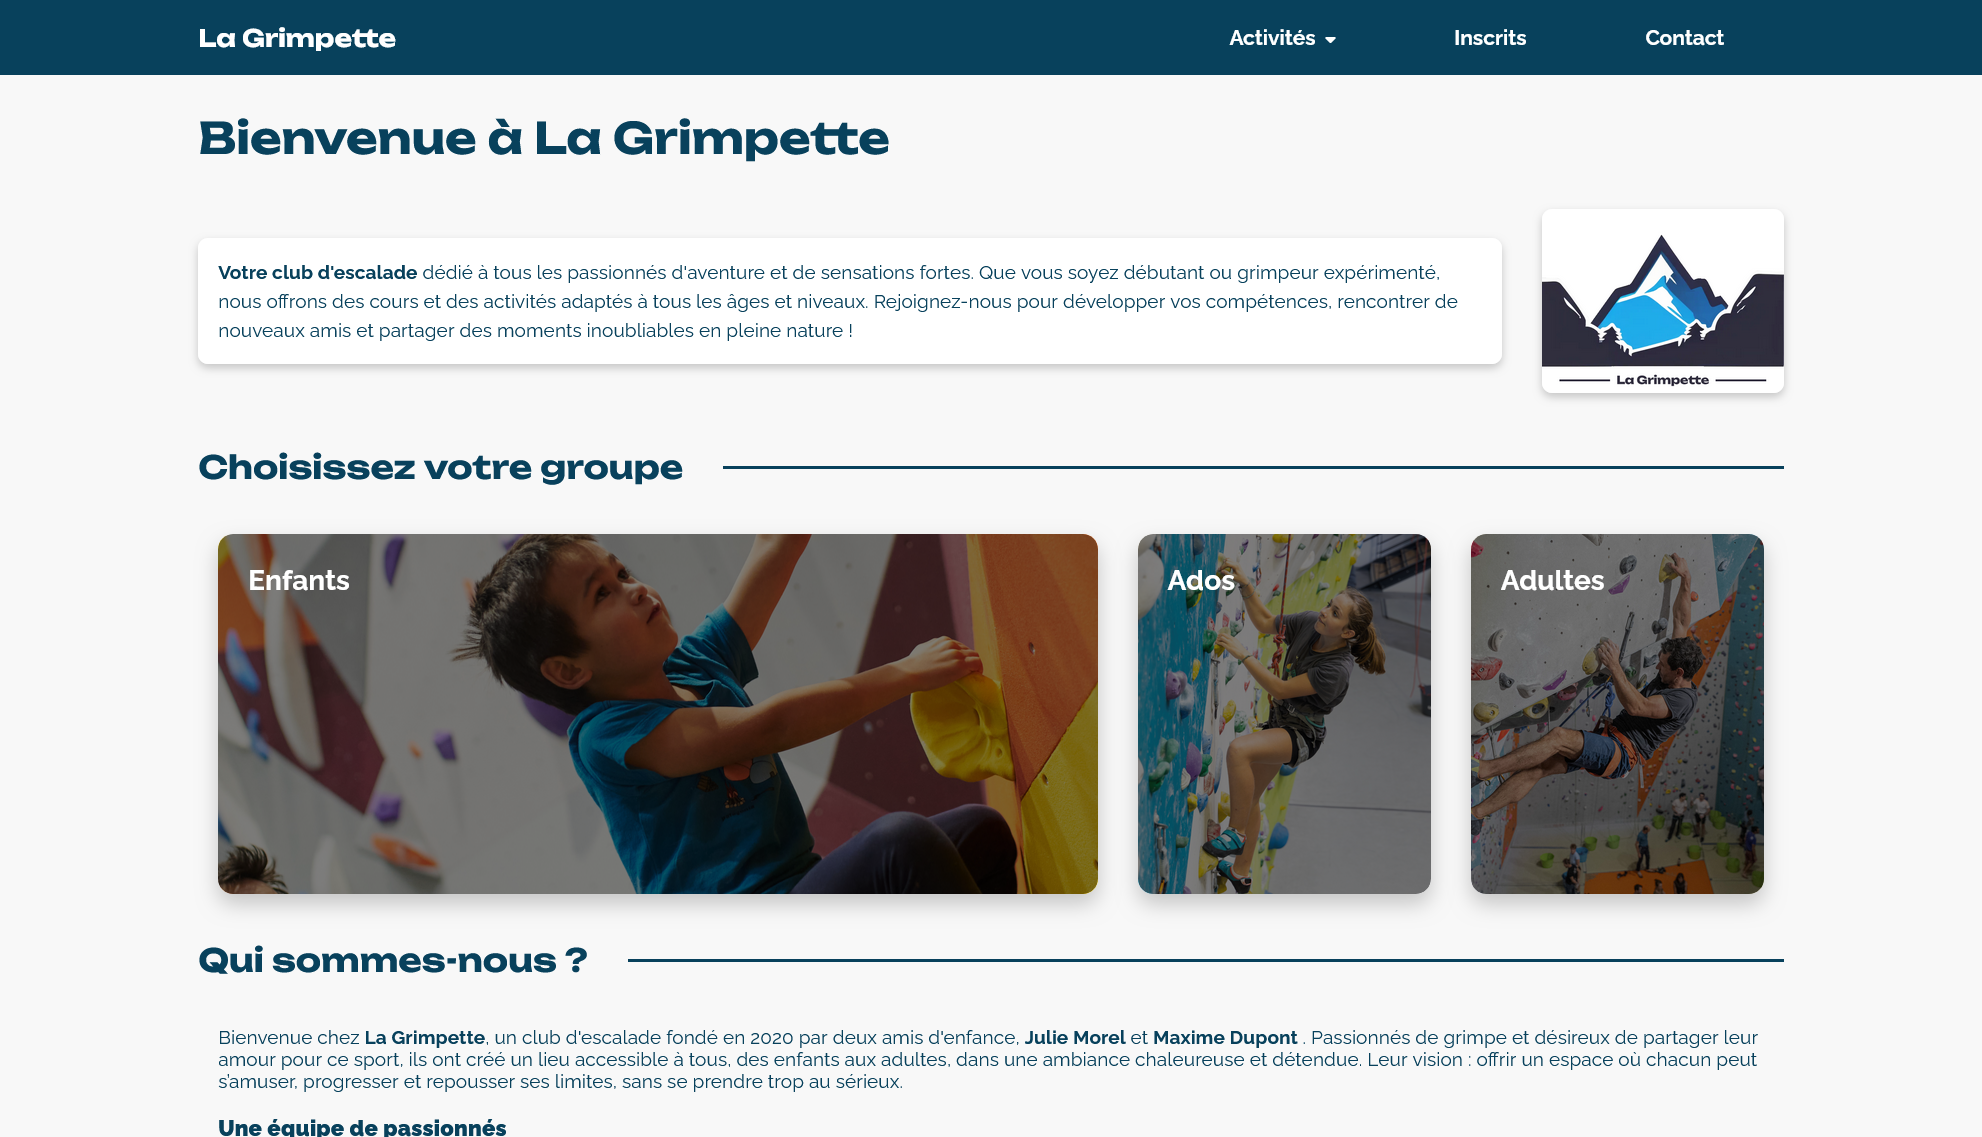 La Grimpette
Activités
Inscrits
Contact
Bienvenue à La Grimpette
Votre club d'escalade dédié à tous les passionnés d'aventure et de sensations fortes. Que vous soyez débutant ou grimpeur expérimenté,
nous offrons des cours et des activités adaptés à tous les âges et niveaux. Rejoignez-nous pour développer vos compétences, rencontrer de
nouveaux amis et partager des moments inoubliables en pleine nature !
La Grimpette
Choisissez votre groupe
Enfants
Ados
Adultes
Qui sommes-nous ?
Bienvenue chez La Grimpette, un club d'escalade fondé en 2020 par deux amis d'enfance, Julie Morel et Maxime Dupont . Passionnés de grimpe et désireux de partager leur
amour pour ce sport, ils ont créé un lieu accessible à tous, des enfants aux adultes, dans une ambiance chaleureuse et détendue. Leur vision : offrir un espace où chacun peut
s’amuser, progresser et repousser ses limites, sans se prendre trop au sérieux.
Une équipe de passionnés